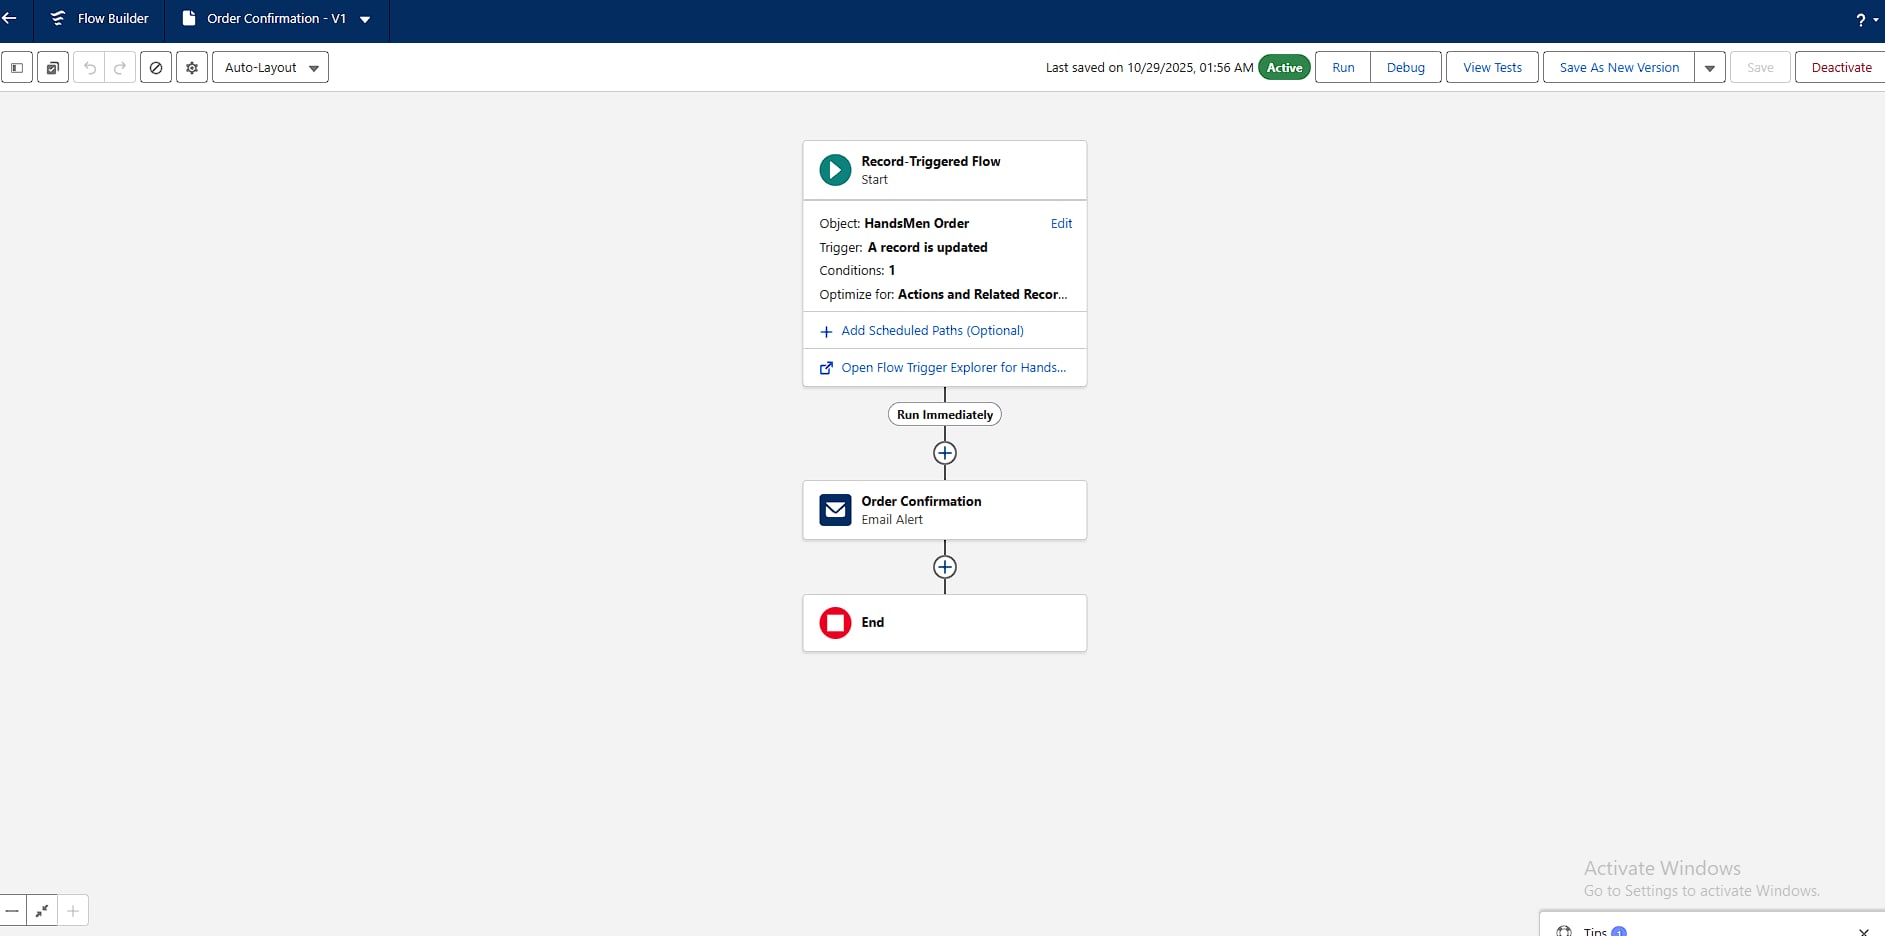 Flow Builder
Order Confirmation - V1
?
Auto-Layout
Last saved on 10/29/2025, 01:56 AM
Active
Run
Debug
View Tests
Save As New Version
Save
Deactivate
Record-Triggered Flow
Start
Object: HandsMen Order
Edit
Trigger: A record is updated
Conditions: 1
Optimize for: Actions and Related Recor...
Add Scheduled Paths (Optional)
Open Flow Trigger Explorer for Hands...
Run Immediately
Order Confirmation
Email Alert
End
Activate Windows
Go to Settings to activate Windows.
Tips 1